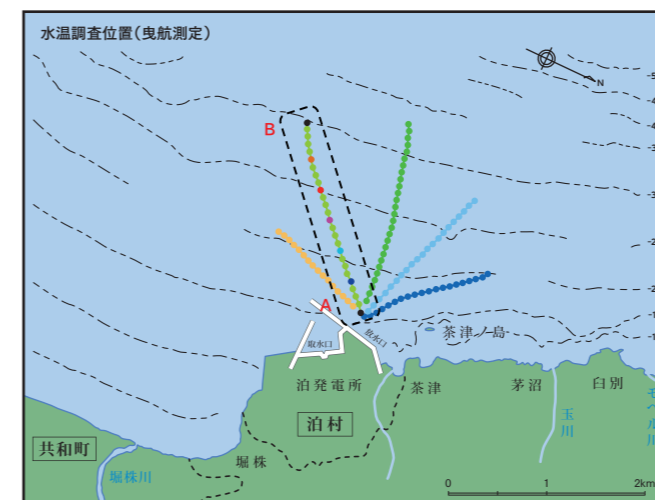 水温調査位置（曳航測定）
N
B
A
取水口
放水口
茶津ノ島
泊発電所
茶津
茅沼
臼別
泊村
玉川
共和町
堀株
堀株川
0 1 2km